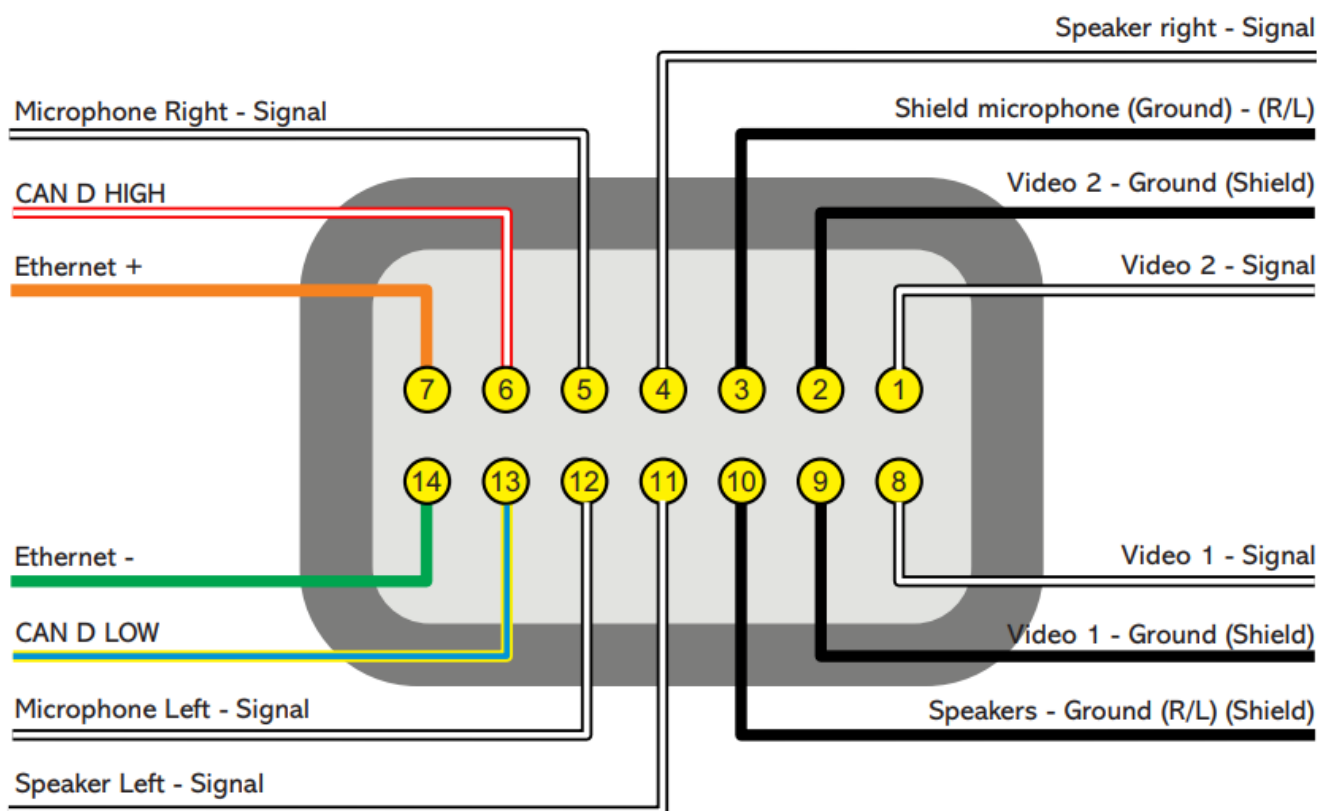 Speaker right - Signal
Microphone Right - Signal
Shield microphone (Ground) - (R/L)
CAN D HIGH
Video 2 - Ground (Shield)
Ethernet +
Video 2 - Signal
7 6 5 4 3 2 1
14 13 12 11 10 9 8
Ethernet -
Video 1 - Signal
CAN D LOW
Video 1 - Ground (Shield)
Microphone Left - Signal
Speakers - Ground (R/L) (Shield)
Speaker Left - Signal